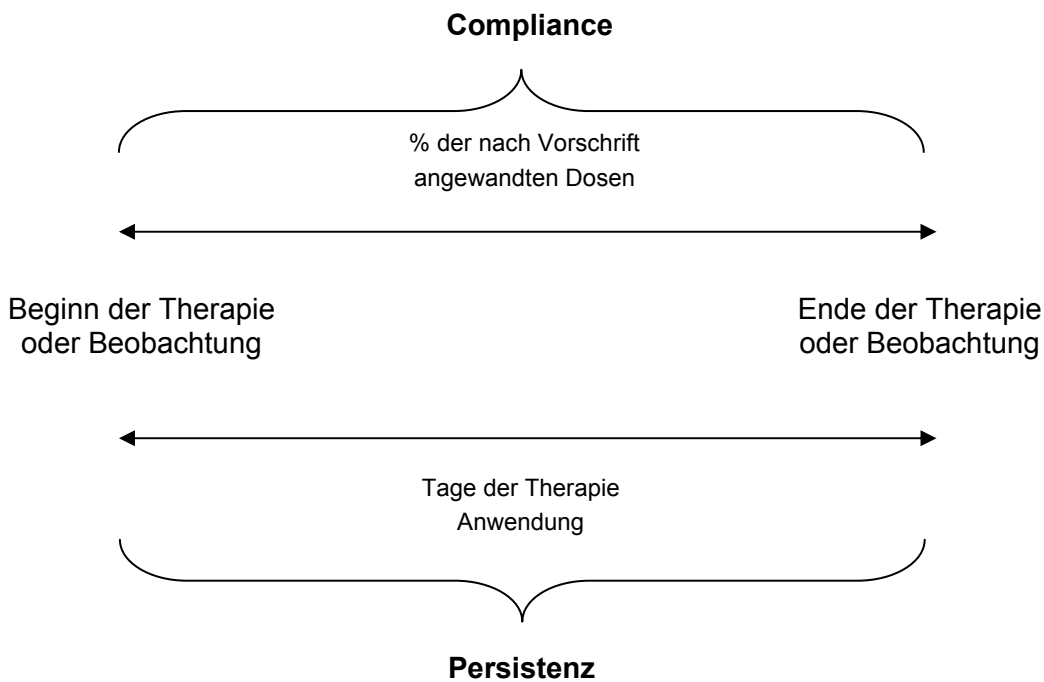 Compliance
% der nach Vorschrift
angewandten Dosen
Beginn der Therapie
oder Beobachtung
Ende der Therapie
oder Beobachtung
Tage der Therapie
Anwendung
Persistenz